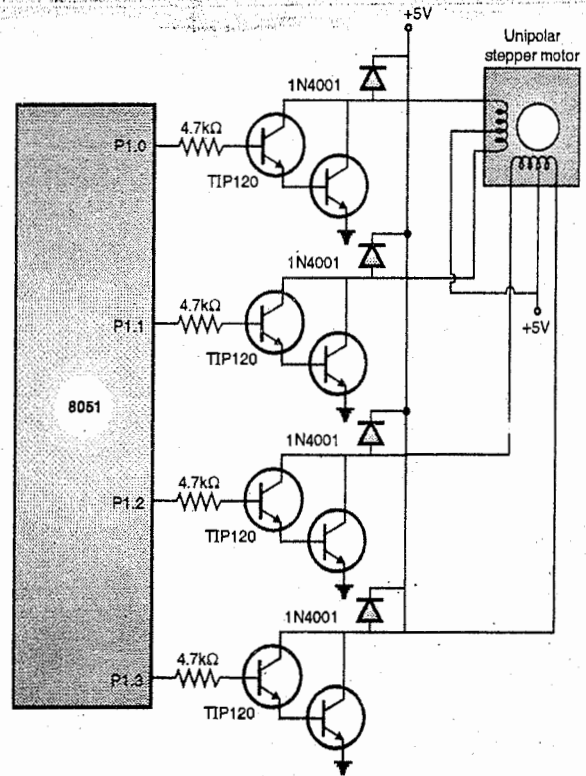 +5V
Unipolar
stepper motor
1N4001
4.7kΩ
P1.0
TIP120
1N4001
4.7kΩ
P1.1
TIP120
+5V
8051
1N4001
4.7kΩ
P1.2
TIP120
1N4001
4.7kΩ
P1.3
TIP120